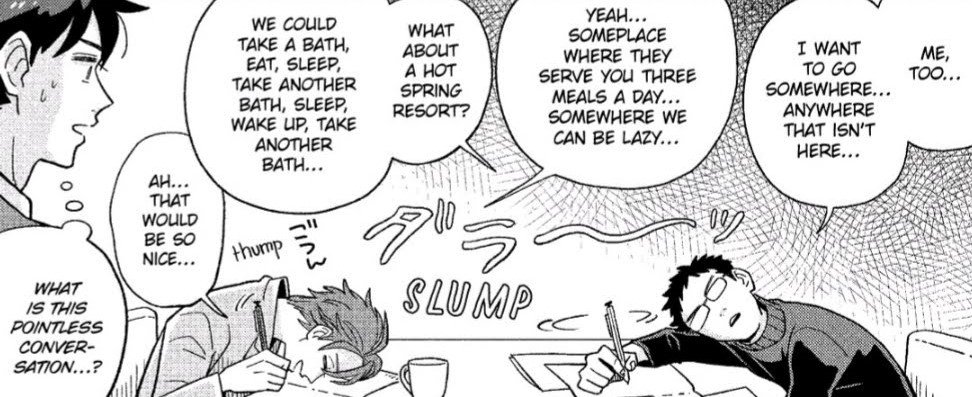 ME,
TOO...
I WANT
TO GO
SOMEWHERE...
ANYWHERE
THAT ISN'T
HERE...
YEAH...
SOMEPLACE
WHERE THEY
SERVE YOU THREE
MEALS A DAY...
SOMEWHERE WE
CAN BE LAZY...
WHAT
ABOUT
A HOT
SPRING
RESORT?
WE COULD
TAKE A BATH,
EAT, SLEEP,
TAKE ANOTHER
BATH, SLEEP,
WAKE UP, TAKE
ANOTHER
BATH...
ダラ〜〜ッ
SLUMP
ごつん
thump
AH...
THAT
WOULD
BE SO
NICE...
WHAT
IS THIS
POINTLESS
CONVER-
SATION...?